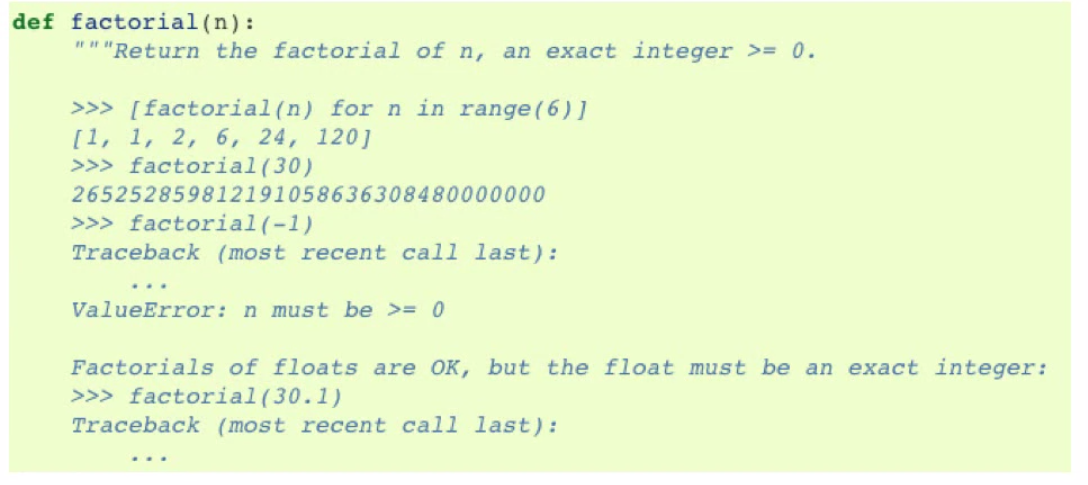 def factorial(n):
    """Return the factorial of n, an exact integer >= 0.

    >>> [factorial(n) for n in range(6)]
    [1, 1, 2, 6, 24, 120]
    >>> factorial(30)
    265252859812191058636308480000000
    >>> factorial(-1)
    Traceback (most recent call last):
        ...
    ValueError: n must be >= 0

    Factorials of floats are OK, but the float must be an exact integer:
    >>> factorial(30.1)
    Traceback (most recent call last):
        ...